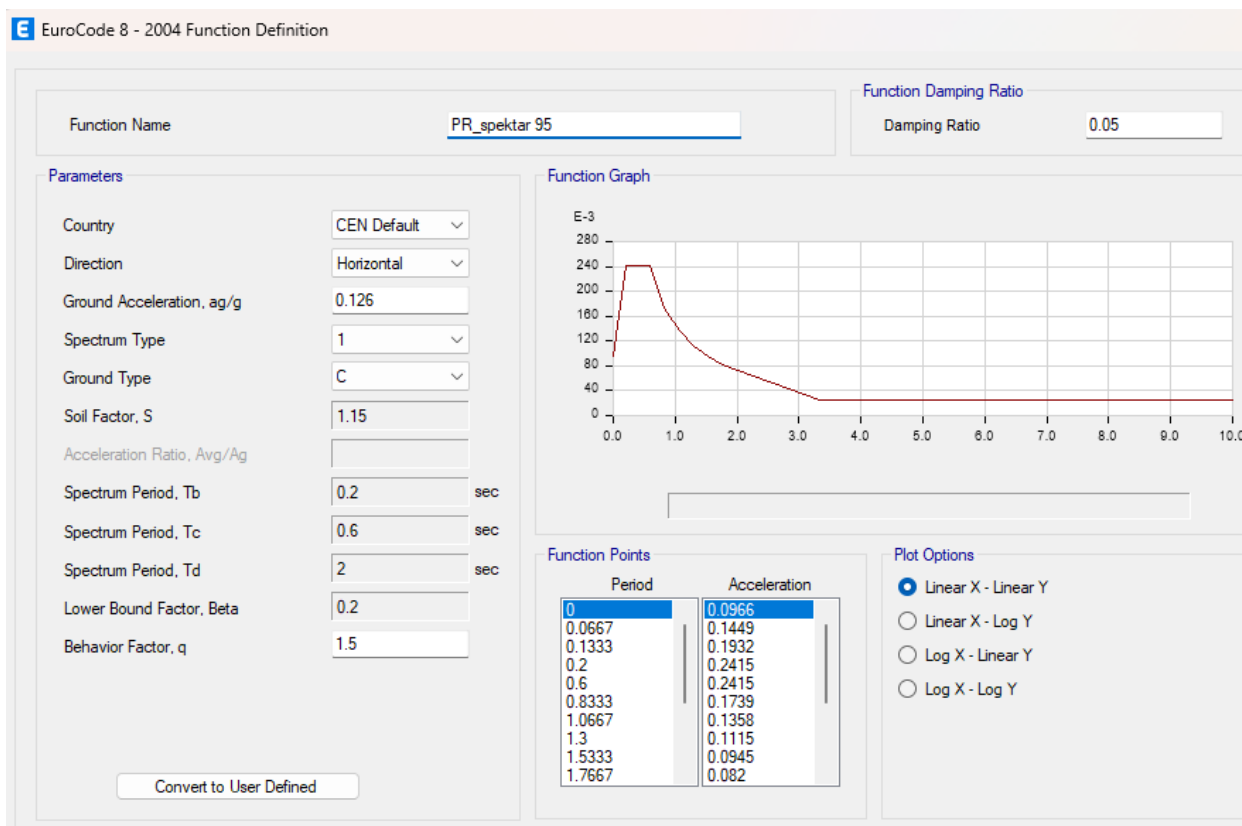 E EuroCode 8 - 2004 Function Definition
Function Name PR_spektar 95
Function Damping Ratio
Damping Ratio 0.05
Parameters
Country CEN Default
Direction Horizontal
Ground Acceleration, ag/g 0.126
Spectrum Type 1
Ground Type C
Soil Factor, S 1.15
Acceleration Ratio, Avg/Ag
Spectrum Period, Tb 0.2 sec
Spectrum Period, Tc 0.6 sec
Spectrum Period, Td 2 sec
Lower Bound Factor, Beta 0.2
Behavior Factor, q 1.5
Convert to User Defined
Function Graph
E-3
280
240
200
160
120
80
40
0
0.0 1.0 2.0 3.0 4.0 5.0 6.0 7.0 8.0 9.0 10.0
Function Points
Period Acceleration
0 0.0966
0.0667 0.1449
0.1333 0.1932
0.2 0.2415
0.6 0.2415
0.8333 0.1739
1.0667 0.1358
1.3 0.1115
1.5333 0.0945
1.7667 0.082
Plot Options
Linear X - Linear Y
Linear X - Log Y
Log X - Linear Y
Log X - Log Y